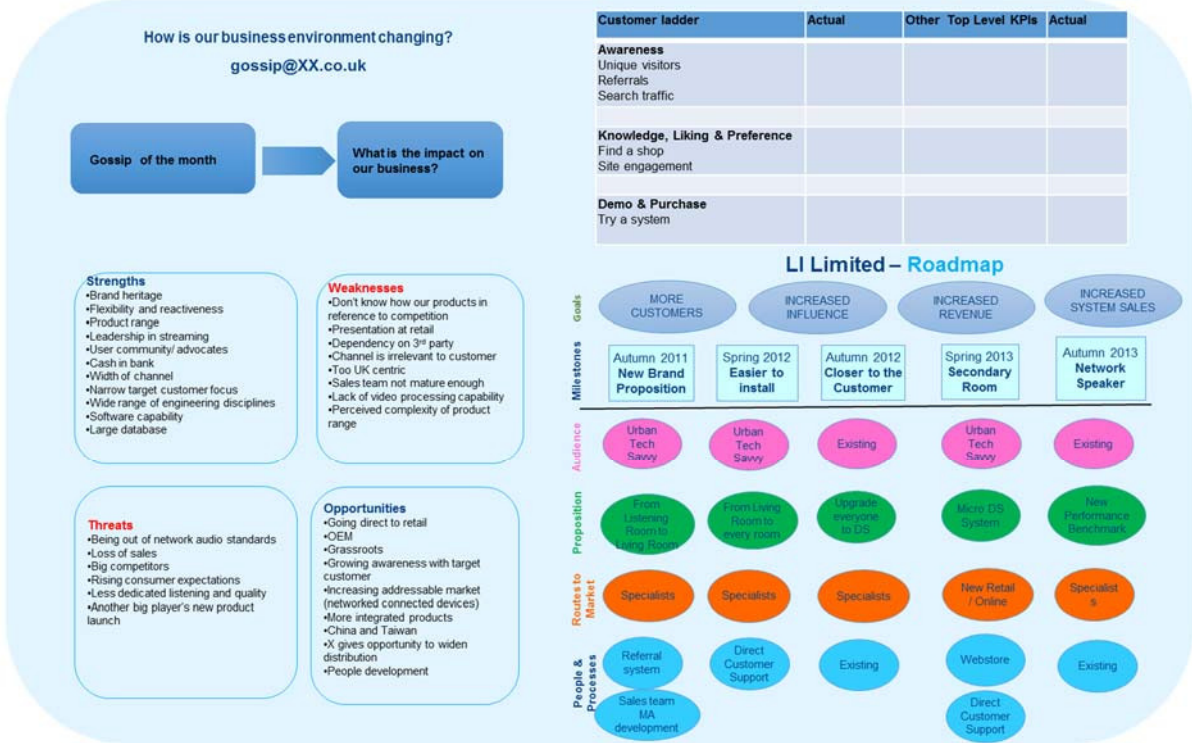 How is our business environment changing?
gossip@XX.co.uk
Gossip of the month
What is the impact on
our business?
Customer ladder Actual Other Top Level KPIs Actual
Awareness
Unique visitors
Referrals
Search traffic
Knowledge, Liking & Preference
Find a shop
Site engagement
Demo & Purchase
Try a system
Strengths
•Brand heritage
•Flexibility and reactiveness
•Product range
•Leadership in streaming
•User community/ advocates
•Cash in bank
•Width of channel
•Narrow target customer focus
•Wide range of engineering disciplines
•Software capability
•Large database
Weaknesses
•Don't know how our products in
reference to competition
•Presentation at retail
•Dependency on 3rd party
•Channel is irrelevant to customer
•Too UK centric
•Sales team not mature enough
•Lack of video processing capability
•Perceived complexity of product
range
Threats
•Being out of network audio standards
•Loss of sales
•Big competitors
•Rising consumer expectations
•Less dedicated listening and quality
•Another big player's new product
launch
Opportunities
•Going direct to retail
•OEM
•Grassroots
•Growing awareness with target
customer
•Increasing addressable market
(networked connected devices)
•More integrated products
•China and Taiwan
•X gives opportunity to widen
distribution
•People development
LI Limited – Roadmap
Goals
MORE
CUSTOMERS
INCREASED
INFLUENCE
INCREASED
REVENUE
INCREASED
SYSTEM SALES
Milestones
Autumn 2011
New Brand
Proposition
Spring 2012
Easier to
install
Autumn 2012
Closer to the
Customer
Spring 2013
Secondary
Room
Autumn 2013
Network
Speaker
Audience
Urban
Tech
Savvy
Urban
Tech
Savvy
Existing
Urban
Tech
Savvy
Existing
Proposition
From
Listening
Room to
Living Room
From Living
Room to
every room
Upgrade
everyone
to DS
Micro DS
System
New
Performance
Benchmark
Routes to
Market
Specialists
Specialists
Specialists
New Retail
/ Online
Specialist
s
People &
Processes
Referral
system
Sales team
MA
development
Direct
Customer
Support
Existing
Webstore
Direct
Customer
Support
Existing